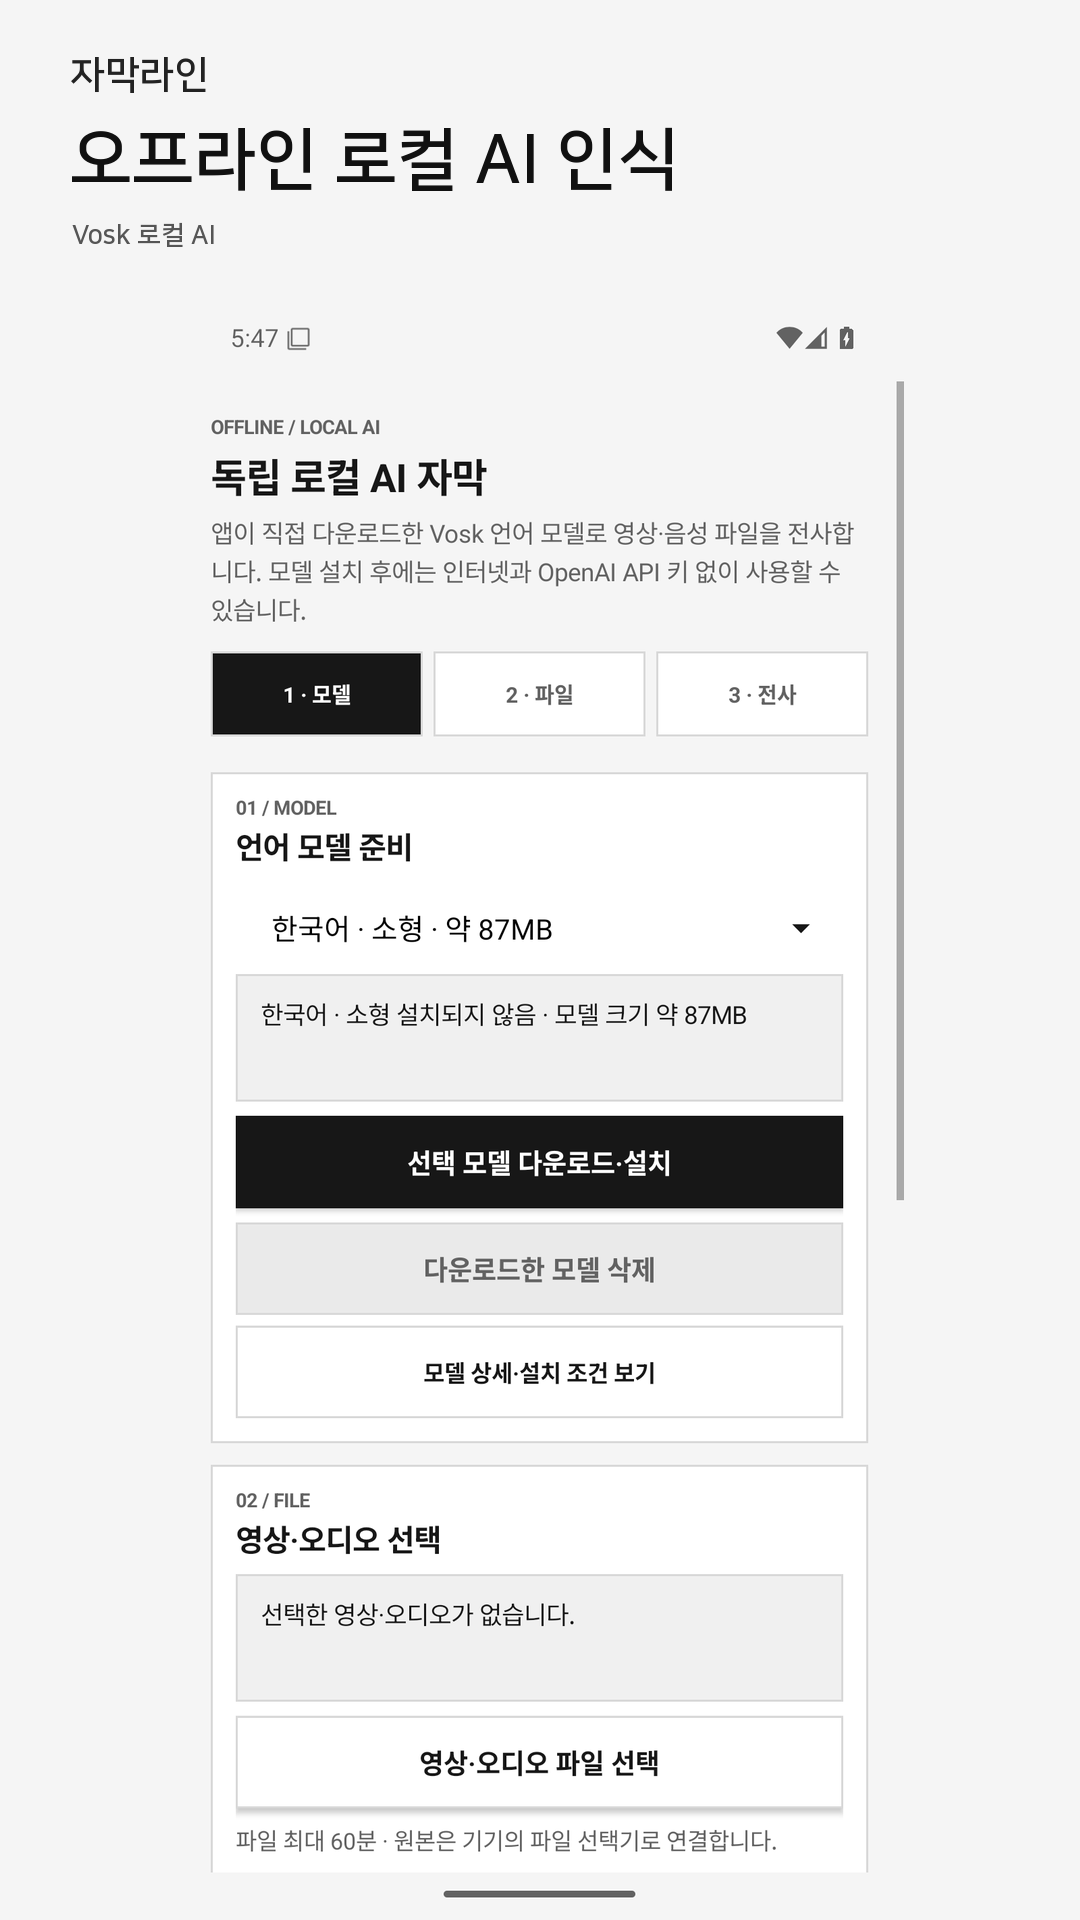 자막라인
오프라인 로컬 AI 인식
Vosk 로컬 AI
5:47
OFFLINE / LOCAL AI
독립 로컬 AI 자막
앱이 직접 다운로드한 Vosk 언어 모델로 영상·음성 파일을 전사합
니다. 모델 설치 후에는 인터넷과 OpenAI API 키 없이 사용할 수
있습니다.
1 · 모델
2 · 파일
3 · 전사
01 / MODEL
언어 모델 준비
한국어 · 소형 · 약 87MB
한국어 · 소형 설치되지 않음 · 모델 크기 약 87MB
선택 모델 다운로드·설치
다운로드한 모델 삭제
모델 상세·설치 조건 보기
02 / FILE
영상·오디오 선택
선택한 영상·오디오가 없습니다.
영상·오디오 파일 선택
파일 최대 60분 · 원본은 기기의 파일 선택기로 연결합니다.